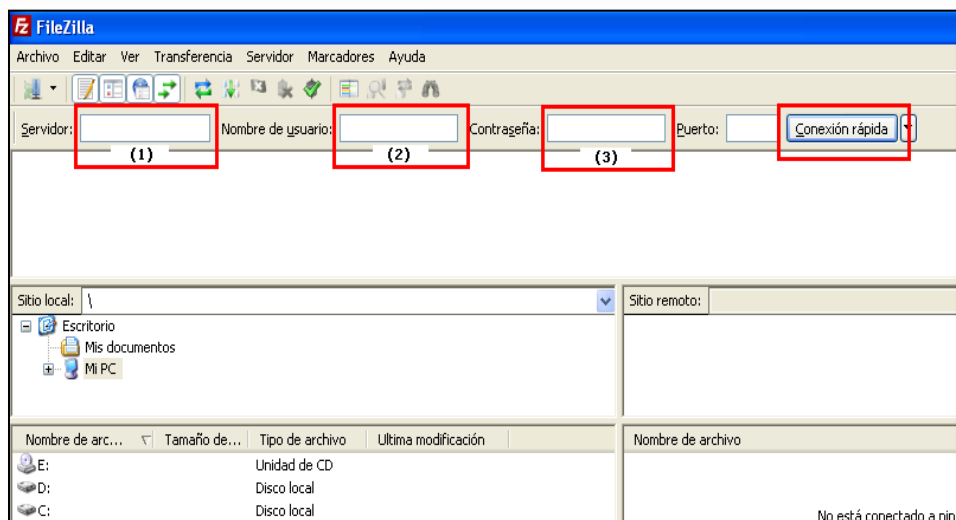 FileZilla
Archivo Editar Ver Transferencia Servidor Marcadores Ayuda
Servidor: Nombre de usuario: Contraseña: Puerto: Conexión rápida
(1) (2) (3)
Sitio local: \ Sitio remoto:
Escritorio
Mis documentos
Mi PC
Nombre de arc... Tamaño de... Tipo de archivo Ultima modificación Nombre de archivo
E: Unidad de CD
D: Disco local
C: Disco local
No está conectado a nin